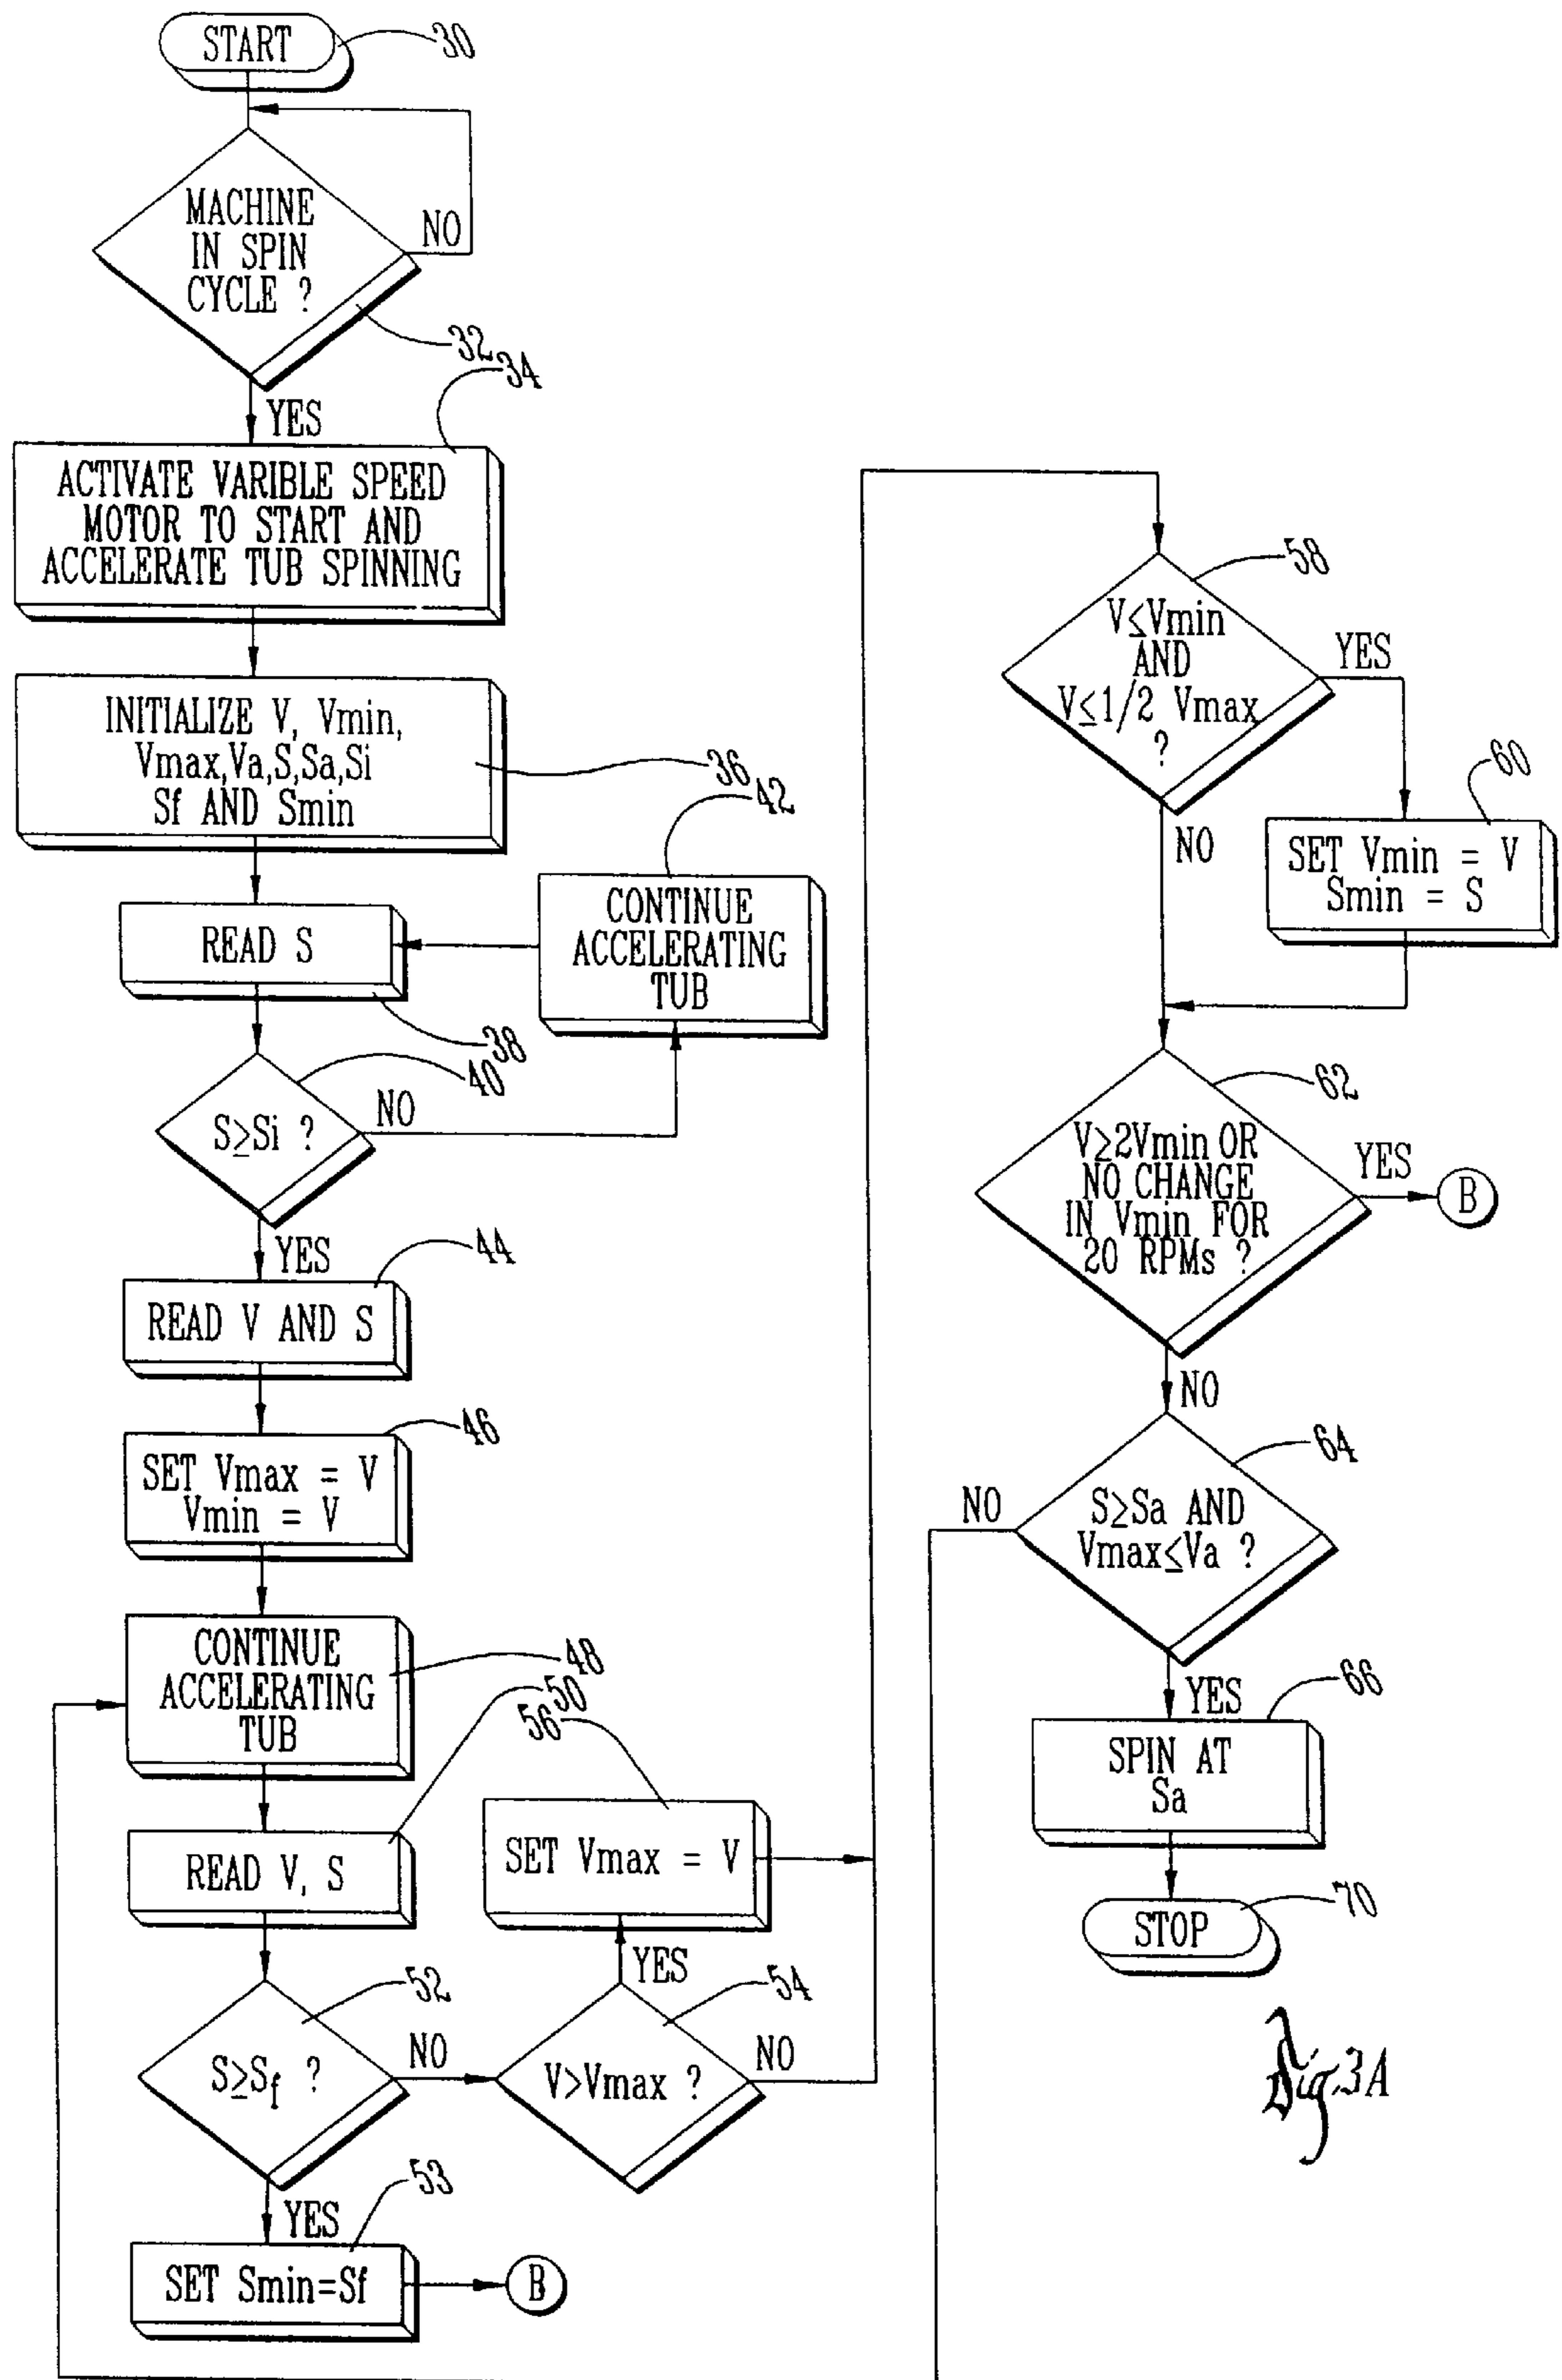 START
30
MACHINE
IN SPIN
CYCLE ?
NO
32
YES
34
ACTIVATE VARIBLE SPEED
MOTOR TO START AND
ACCELERATE TUB SPINNING
INITIALIZE V, Vmin,
Vmax,Va,S,Sa,Si
Sf AND Smin
36
READ S
38
CONTINUE
ACCELERATING
TUB
42
S≥Si ?
40
NO
YES
READ V AND S
44
SET Vmax = V
Vmin = V
46
CONTINUE
ACCELERATING
TUB
48
READ V, S
50
S≥Sf ?
52
NO
YES
SET Smin=Sf
53
B
V>Vmax ?
54
YES
NO
SET Vmax = V
56
V≤Vmin
AND
V≤1/2 Vmax
?
58
YES
NO
SET Vmin = V
Smin = S
60
V≥2Vmin OR
NO CHANGE
IN Vmin FOR
20 RPMs ?
62
YES
B
NO
S≥Sa AND
Vmax≤Va ?
64
NO
YES
SPIN AT
Sa
66
STOP
70
Fig. 3A